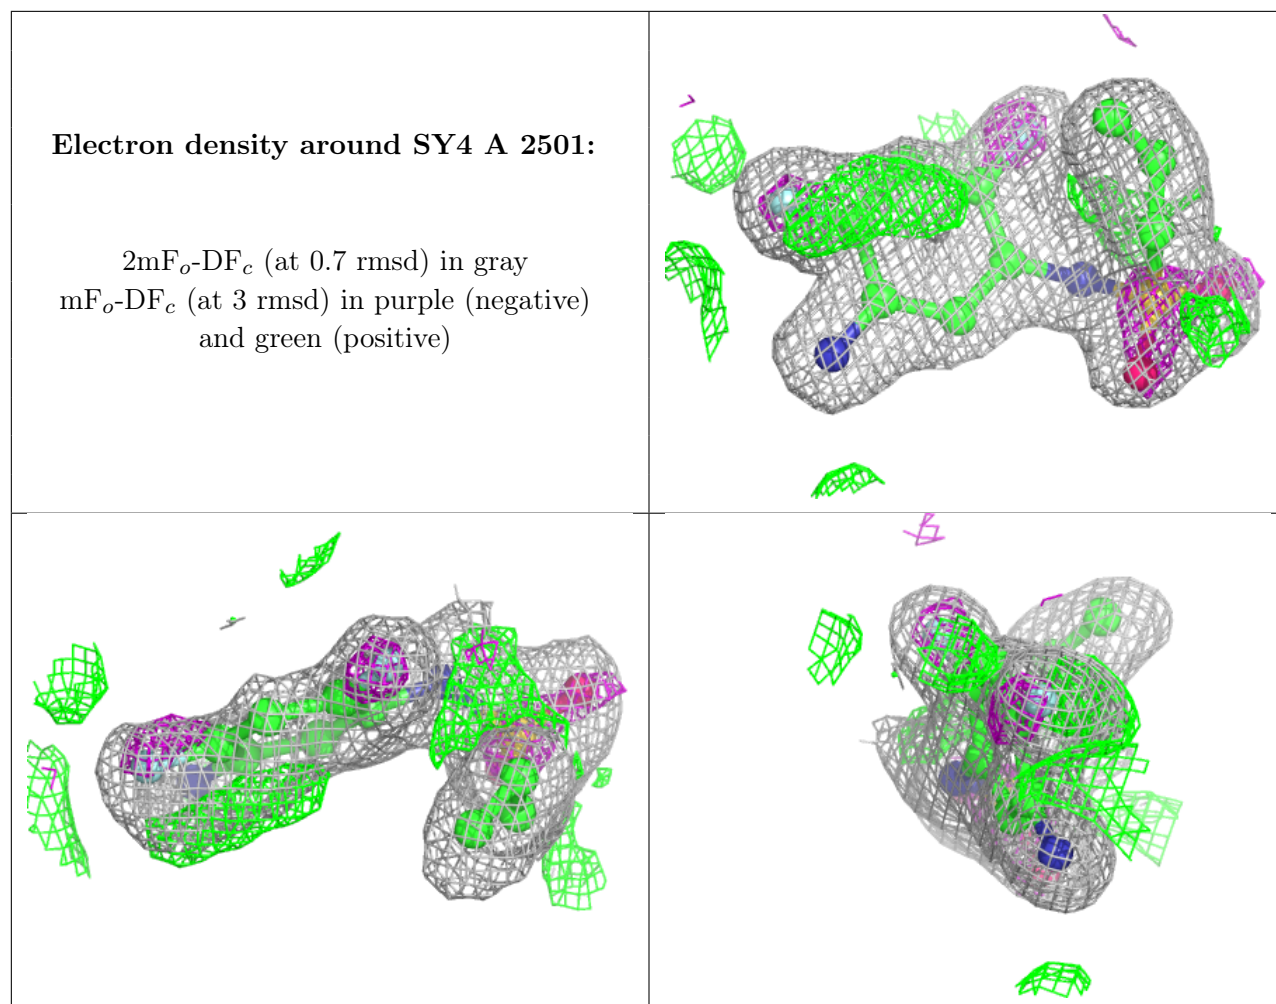 Electron density around SY4 A 2501:
2mFo-DFc (at 0.7 rmsd) in gray
mFo-DFc (at 3 rmsd) in purple (negative)
and green (positive)